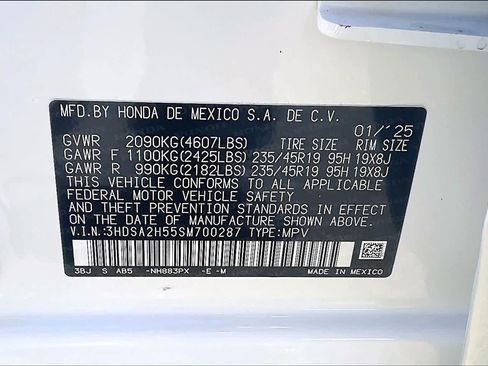 MFD.BY HONDA DE MEXICO S.A. DE C.V.
01/'25
GVWR 2090KG(4607LBS) TIRE SIZE RIM SIZE
GAWR F 1100KG(2425LBS) 235/45R19 95H 19X8J
GAWR R 990KG(2182LBS) 235/45R19 95H 19X8J
THIS VEHICLE CONFORMS TO ALL APPLICABLE
FEDERAL MOTOR VEHICLE SAFETY
AND THEFT PREVENTION STANDARDS IN EFFECT
ON THE DATE OF MANUFACTURE SHOWN ABOVE.
V.I.N.:3HDSA2H55SM700287 TYPE:MPV
3BJ S AB5 -NH883PX -E -M
MADE IN MEXICO